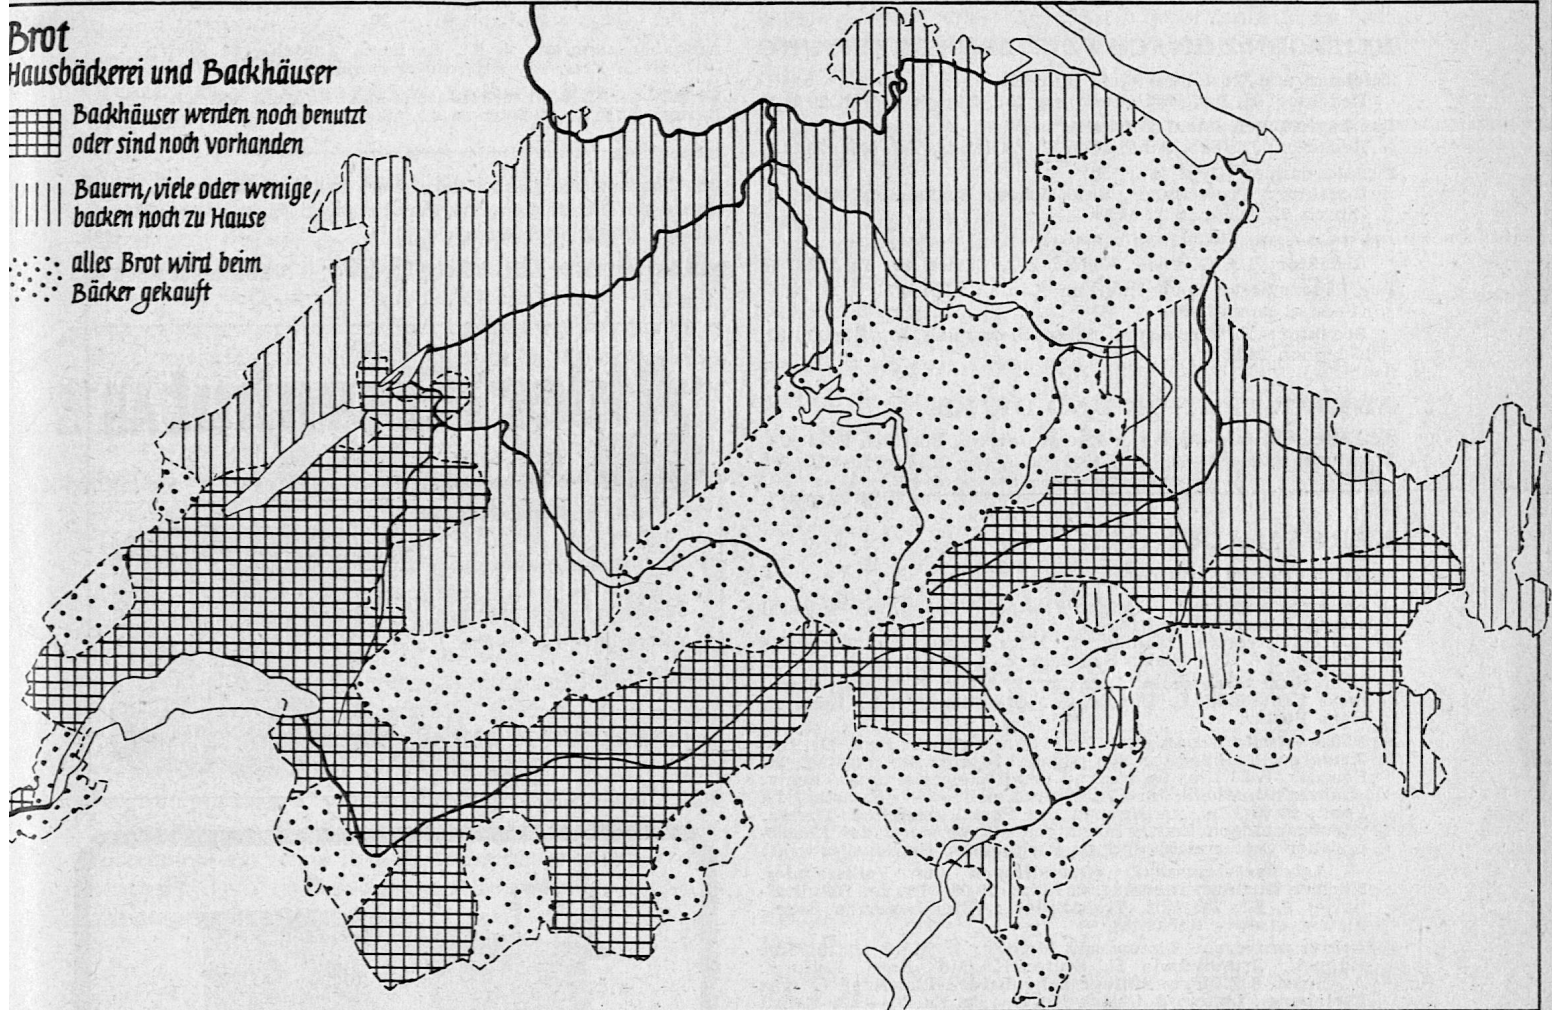 Brot
Hausbäckerei und Backhäuser
Backhäuser werden noch benutzt
oder sind noch vorhanden
Bauern, viele oder wenige,
backen noch zu Hause
alles Brot wird beim
Bäcker gekauft